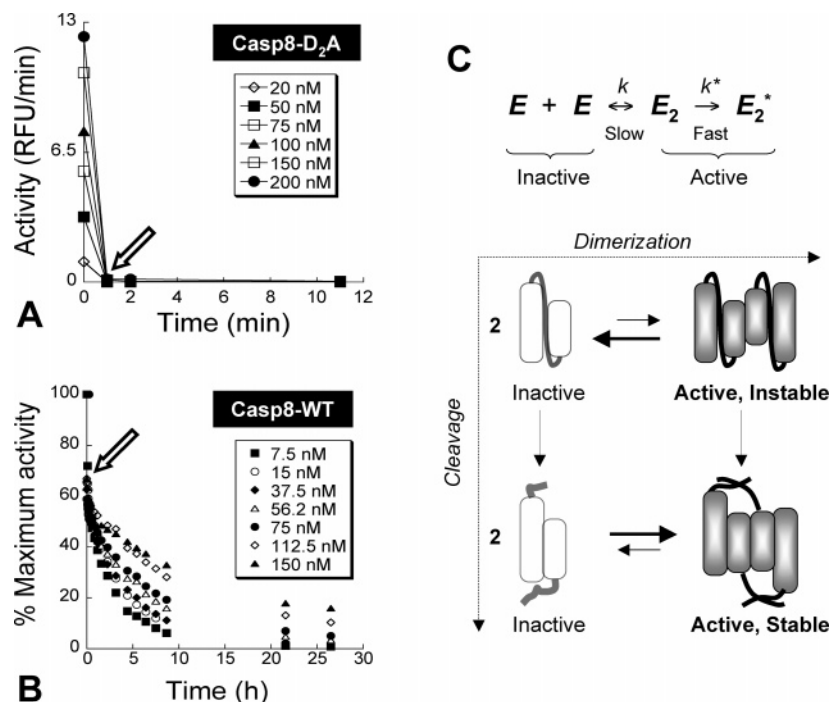 13
Casp8-D₂A
20 nM
50 nM
75 nM
100 nM
150 nM
200 nM
Activity (RFU/min)
6.5
0
0 2 4 6 8 10 12
Time (min)
A
100
Casp8-WT
7.5 nM
15 nM
37.5 nM
56.2 nM
75 nM
112.5 nM
150 nM
% Maximum activity
80
60
40
20
0
0 5 10 15 20 25 30
Time (h)
B
C
k k*
E + E ↔ E₂ → E₂*
Slow Fast
Inactive Active
Dimerization
Cleavage
2
Inactive Active, Instable
2
Inactive Active, Stable